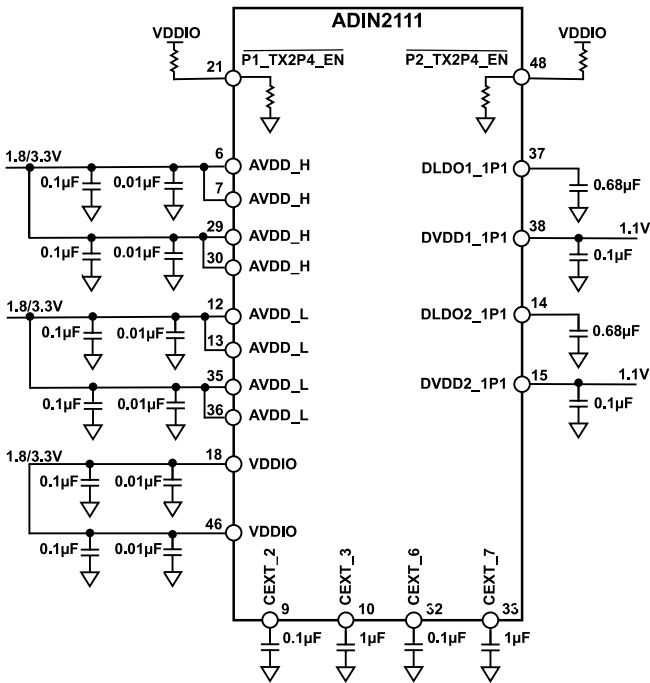 ADIN2111
VDDIO
VDDIO
21
P1_TX2P4_EN
P2_TX2P4_EN
48
1.8/3.3V
6
AVDD_H
DLDO1_1P1
37
0.1µF
0.01µF
7
AVDD_H
0.68µF
29
AVDD_H
DVDD1_1P1
38
1.1V
0.1µF
0.01µF
30
AVDD_H
0.1µF
1.8/3.3V
12
AVDD_L
DLDO2_1P1
14
0.1µF
0.01µF
13
AVDD_L
0.68µF
35
AVDD_L
DVDD2_1P1
15
1.1V
0.1µF
0.01µF
36
AVDD_L
0.1µF
1.8/3.3V
18
VDDIO
0.1µF
0.01µF
46
VDDIO
0.1µF
0.01µF
CEXT_2
CEXT_3
CEXT_6
CEXT_7
9
10
32
33
0.1µF
1µF
0.1µF
1µF